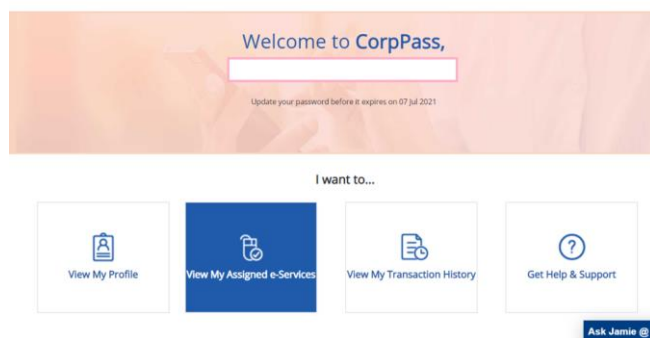 Welcome to CorpPass,
Update your password before it expires on 07 Jul 2021
I want to...
View My Profile
View My Assigned e-Services
View My Transaction History
Get Help & Support
Ask Jamie @